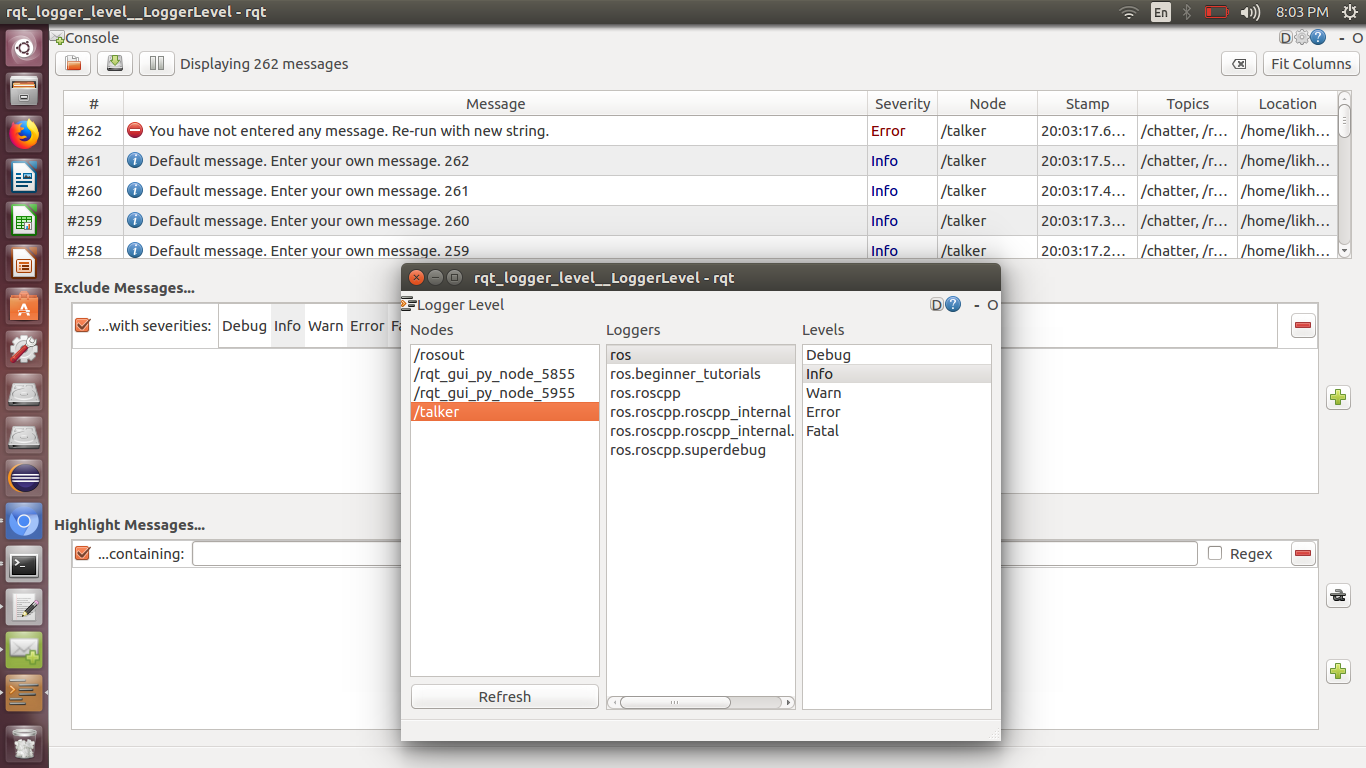 rqt_logger_level__LoggerLevel - rqt
En
8:03 PM
Console
D
- O
Displaying 262 messages
Fit Columns
# Message Severity Node Stamp Topics Location
#262 You have not entered any message. Re-run with new string. Error /talker 20:03:17.6... /chatter, /r... /home/likh...
#261 Default message. Enter your own message. 262 Info /talker 20:03:17.5... /chatter, /r... /home/likh...
#260 Default message. Enter your own message. 261 Info /talker 20:03:17.4... /chatter, /r... /home/likh...
#259 Default message. Enter your own message. 260 Info /talker 20:03:17.3... /chatter, /r... /home/likh...
#258 Default message. Enter your own message. 259 Info /talker 20:03:17.2... /chatter, /r... /home/likh...
Exclude Messages...
...with severities: Debug Info Warn Error
Highlight Messages...
...containing:
Regex
rqt_logger_level__LoggerLevel - rqt
Logger Level
D ? - O
Nodes
/rosout
/rqt_gui_py_node_5855
/rqt_gui_py_node_5955
/talker
Refresh
Loggers
ros
ros.beginner_tutorials
ros.roscpp
ros.roscpp.roscpp_internal
ros.roscpp.roscpp_internal.
ros.roscpp.superdebug
Levels
Debug
Info
Warn
Error
Fatal